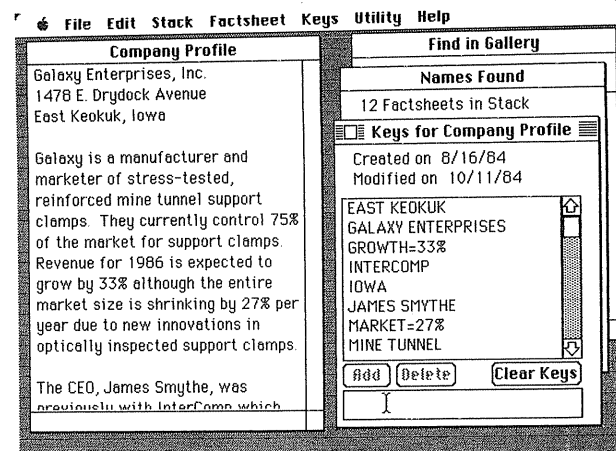 File Edit Stack Factsheet Keys Utility Help
Company Profile
Galaxy Enterprises, Inc.
1478 E. Drydock Avenue
East Keokuk, Iowa
Galaxy is a manufacturer and
marketer of stress-tested,
reinforced mine tunnel support
clamps. They currently control 75%
of the market for support clamps.
Revenue for 1986 is expected to
grow by 33% although the entire
market size is shrinking by 27% per
year due to new innovations in
optically inspected support clamps.
The CEO, James Smythe, was
previously with InterComp which
Find in Gallery
Names Found
12 Factsheets in Stack
Keys for Company Profile
Created on 8/16/84
Modified on 10/11/84
EAST KEOKUK
GALAXY ENTERPRISES
GROWTH=33%
INTERCOMP
IOWA
JAMES SMYTHE
MARKET=27%
MINE TUNNEL
Add Delete Clear Keys